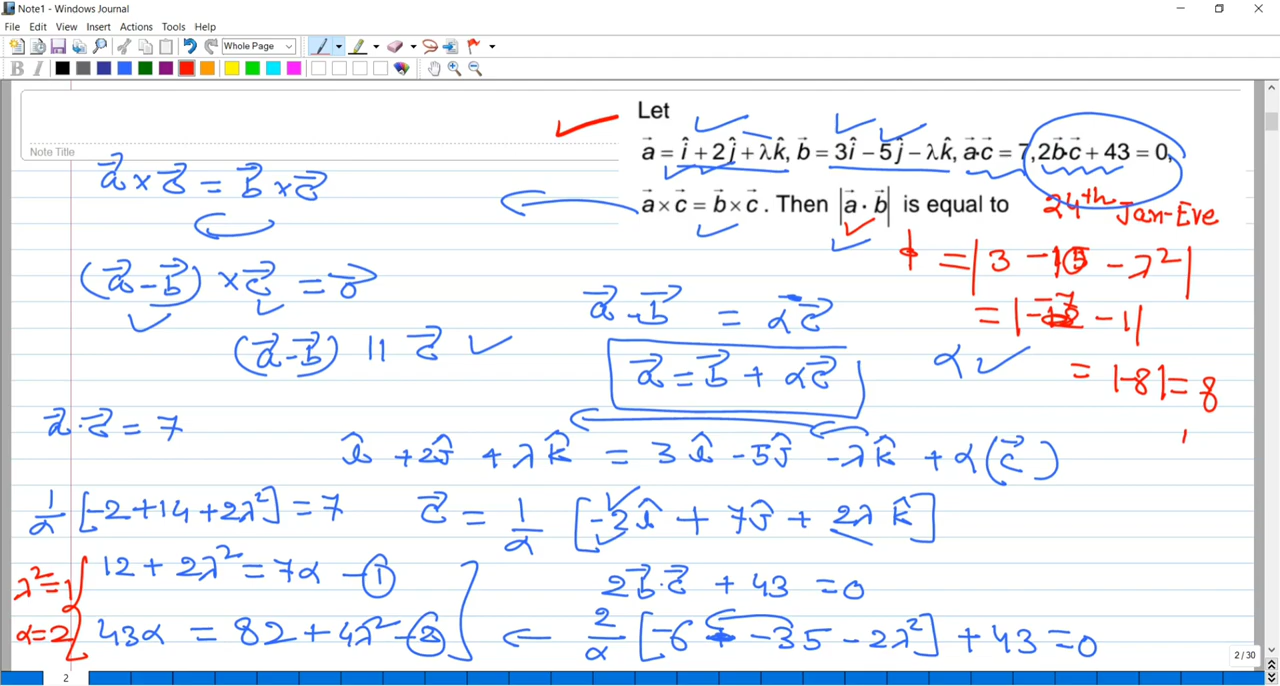 Note1 - Windows Journal
File Edit View Insert Actions Tools Help
Whole Page
B I
Note Title
Let
a⃗ = î + 2ĵ + λk̂, b⃗ = 3î − 5ĵ − λk̂, a⃗·c⃗ = 7, 2b⃗·c⃗ + 43 = 0,
a⃗ × c⃗ = b⃗ × c⃗. Then |a⃗ · b⃗| is equal to
24th Jan-Eve
= |3 - 10 - λ²|
= |-7 - 1|
= |-8| = 8
a⃗ × c⃗ = b⃗ × c⃗
(a⃗ - b⃗) × c⃗ = 0⃗
(a⃗ - b⃗) || c⃗
a⃗ - b⃗ = αc⃗
a⃗ = b⃗ + αc⃗
α
a⃗·c⃗ = 7
î + 2ĵ + λk̂ = 3î - 5ĵ - λk̂ + α(c⃗)
1/α [-2 + 14 + 2λ²] = 7
c⃗ = 1/α [-2î + 7ĵ + 2λk̂]
12 + 2λ² = 7α - ①
2b⃗·c⃗ + 43 = 0
λ² = 1
43α = 82 + 4λ² - ②
α = 2
2/α [-6 - 35 - 2λ²] + 43 = 0
2 / 30
2